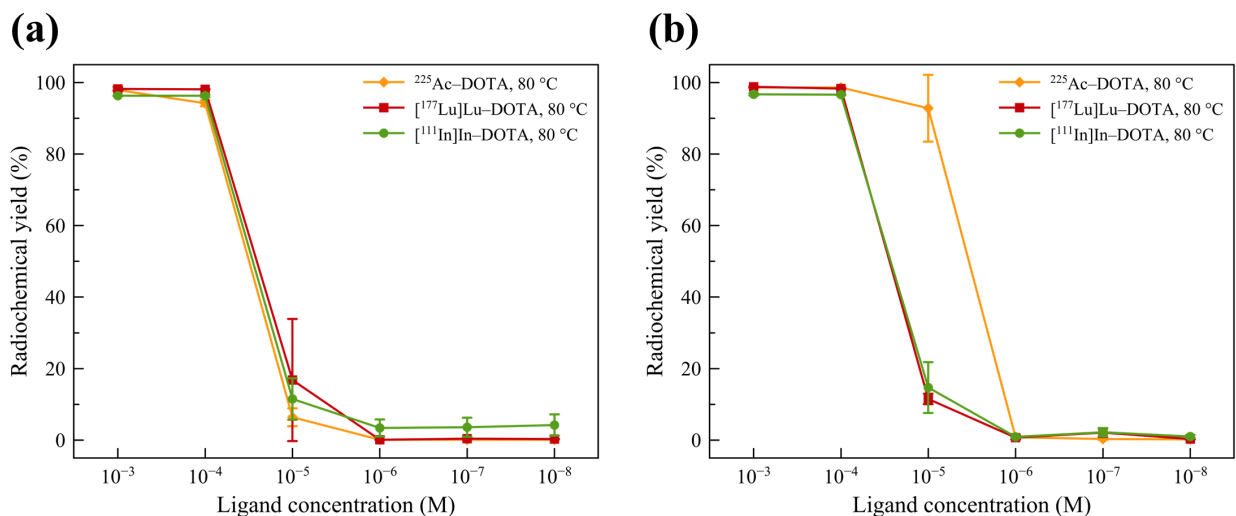 (a)
Radiochemical yield (%)
100
80
60
40
20
0
²²⁵Ac–DOTA, 80 °C
[¹⁷⁷Lu]Lu–DOTA, 80 °C
[¹¹¹In]In–DOTA, 80 °C
10⁻³ 10⁻⁴ 10⁻⁵ 10⁻⁶ 10⁻⁷ 10⁻⁸
Ligand concentration (M)
(b)
Radiochemical yield (%)
100
80
60
40
20
0
²²⁵Ac–DOTA, 80 °C
[¹⁷⁷Lu]Lu–DOTA, 80 °C
[¹¹¹In]In–DOTA, 80 °C
10⁻³ 10⁻⁴ 10⁻⁵ 10⁻⁶ 10⁻⁷ 10⁻⁸
Ligand concentration (M)